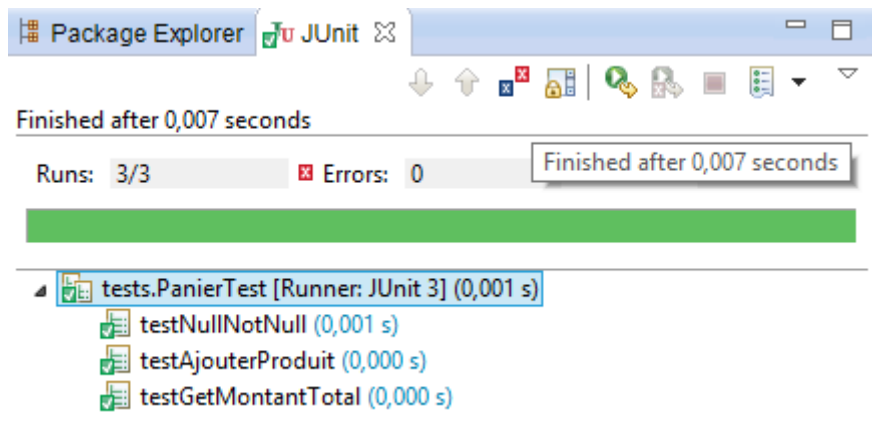 Package Explorer JUnit
Finished after 0,007 seconds
Runs: 3/3 Errors: 0
Finished after 0,007 seconds
tests.PanierTest [Runner: JUnit 3] (0,001 s)
testNullNotNull (0,001 s)
testAjouterProduit (0,000 s)
testGetMontantTotal (0,000 s)